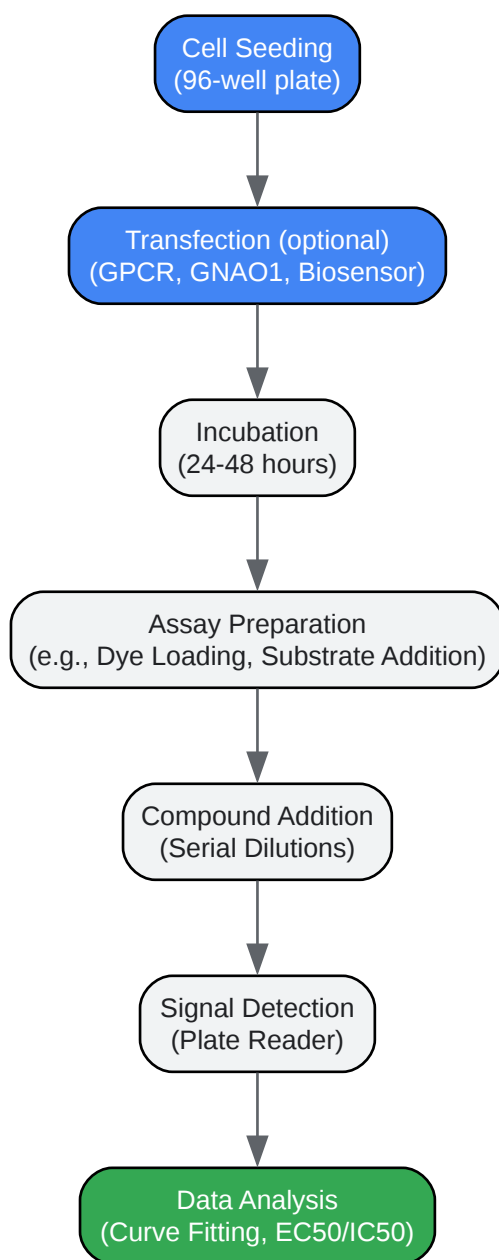 Cell Seeding
(96-well plate)
Transfection (optional)
(GPCR, GNAO1, Biosensor)
Incubation
(24-48 hours)
Assay Preparation
(e.g., Dye Loading, Substrate Addition)
Compound Addition
(Serial Dilutions)
Signal Detection
(Plate Reader)
Data Analysis
(Curve Fitting, EC50/IC50)